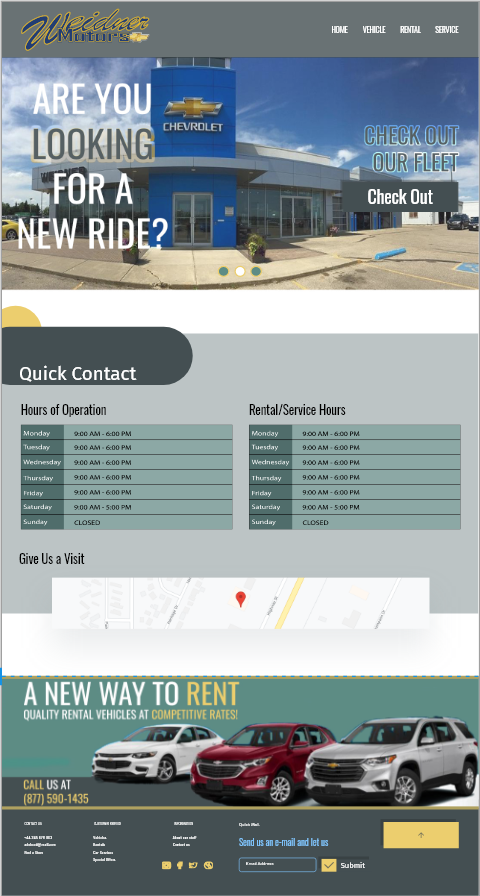 Weidner
Motors
HOME VEHICLE RENTAL SERVICE
ARE YOU
LOOKING
FOR A
NEW RIDE?
CHEVROLET
CHECK OUT
OUR FLEET
Check Out
Quick Contact
Hours of Operation
Monday 9:00 AM - 6:00 PM
Tuesday 9:00 AM - 6:00 PM
Wednesday 9:00 AM - 6:00 PM
Thursday 9:00 AM - 6:00 PM
Friday 9:00 AM - 6:00 PM
Saturday 9:00 AM - 5:00 PM
Sunday CLOSED
Rental/Service Hours
Monday 9:00 AM - 6:00 PM
Tuesday 9:00 AM - 6:00 PM
Wednesday 9:00 AM - 6:00 PM
Thursday 9:00 AM - 6:00 PM
Friday 9:00 AM - 6:00 PM
Saturday 9:00 AM - 5:00 PM
Sunday CLOSED
Give Us a Visit
A NEW WAY TO RENT
QUALITY RENTAL VEHICLES AT COMPETITIVE RATES!
CALL US AT
(877) 590-1435
CONTACT US
CUSTOMER SERVICE
Vehicles
Rentals
Car Services
Special Offers
INFORMATION
About our staff
Contact us
Quick Mail
Send us an e-mail and let us
Email Address
Submit